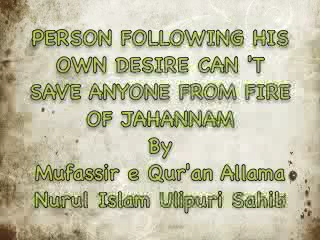 PERSON FOLLOWING HIS
OWN DESIRE CAN 'T
SAVE ANYONE FROM FIRE
OF JAHANNAM
By
Mufassir e Qur'an Allama
Nurul Islam Ulipuri Sahib